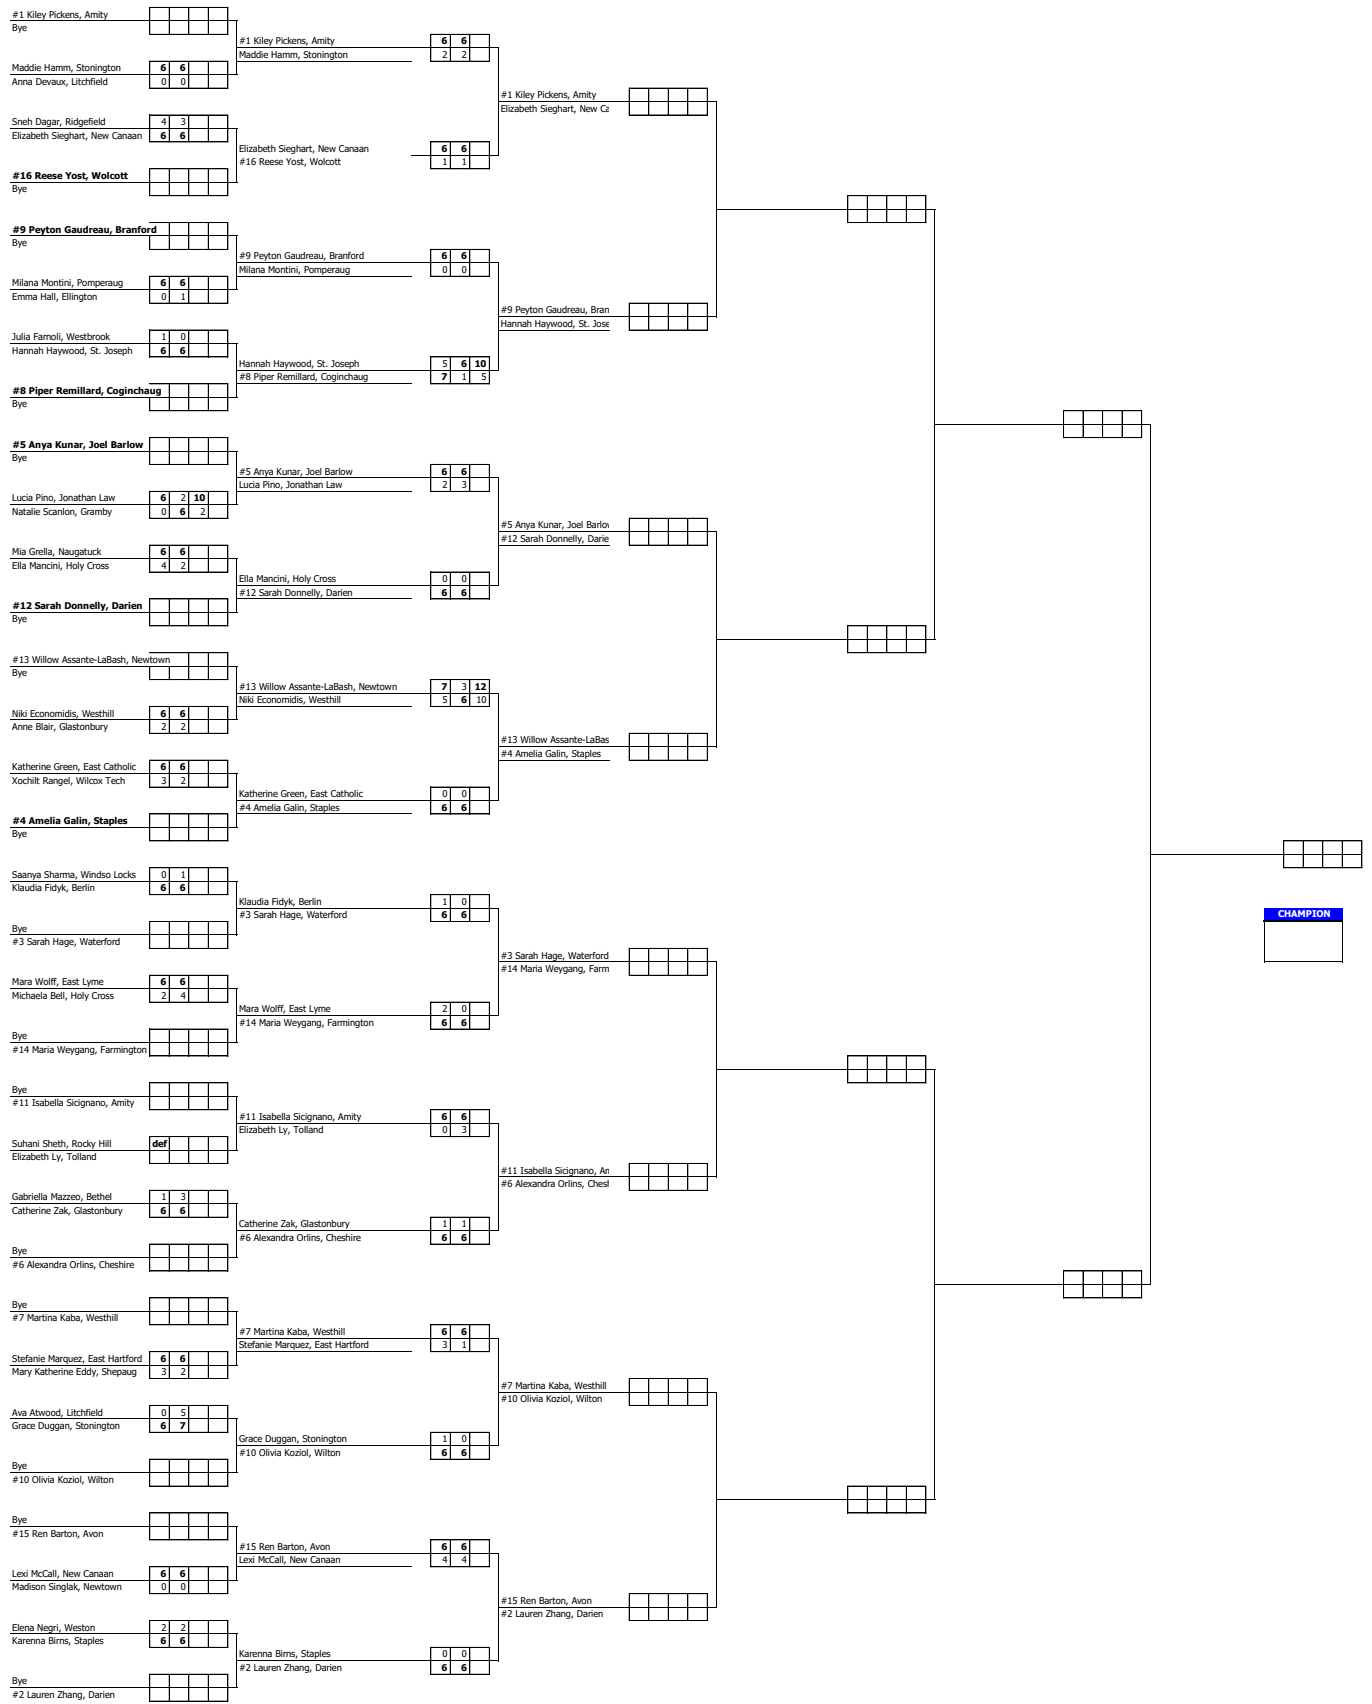 #1 Kiley Pickens, Amity
Bye
#1 Kiley Pickens, Amity 6 6
Maddie Hamm, Stonington 2 2
Maddie Hamm, Stonington 6 6
Anna Devaux, Litchfield 0 0
#1 Kiley Pickens, Amity
Elizabeth Sieghart, New Ca
Sneh Dagar, Ridgefield 4 3
Elizabeth Sieghart, New Canaan 6 6
Elizabeth Sieghart, New Canaan 6 6
#16 Reese Yost, Wolcott 1 1
#16 Reese Yost, Wolcott
Bye
#9 Peyton Gaudreau, Branford
Bye
#9 Peyton Gaudreau, Branford 6 6
Milana Montini, Pomperaug 0 0
Milana Montini, Pomperaug 6 6
Emma Hall, Ellington 0 1
#9 Peyton Gaudreau, Bran
Hannah Haywood, St. Jose
Julia Farnoli, Westbrook 1 0
Hannah Haywood, St. Joseph 6 6
Hannah Haywood, St. Joseph 5 6 10
#8 Piper Remillard, Coginchaug 7 1 5
#8 Piper Remillard, Coginchaug
Bye
#5 Anya Kunar, Joel Barlow
Bye
#5 Anya Kunar, Joel Barlow 6 6
Lucia Pino, Jonathan Law 2 3
Lucia Pino, Jonathan Law 6 2 10
Natalie Scanlon, Gramby 0 6 2
#5 Anya Kunar, Joel Barlov
#12 Sarah Donnelly, Darie
Mia Grella, Naugatuck 6 6
Ella Mancini, Holy Cross 4 2
Ella Mancini, Holy Cross 0 0
#12 Sarah Donnelly, Darien 6 6
#12 Sarah Donnelly, Darien
Bye
#13 Willow Assante-LaBash, Newtown
Bye
#13 Willow Assante-LaBash, Newtown 7 3 12
Niki Economidis, Westhill 5 6 10
Niki Economidis, Westhill 6 6
Anne Blair, Glastonbury 2 2
#13 Willow Assante-LaBas
#4 Amelia Galin, Staples
Katherine Green, East Catholic 6 6
Xochilt Rangel, Wilcox Tech 3 2
Katherine Green, East Catholic 0 0
#4 Amelia Galin, Staples 6 6
#4 Amelia Galin, Staples
Bye
Saanya Sharma, Windso Locks 0 1
Klaudia Fidyk, Berlin 6 6
Klaudia Fidyk, Berlin 1 0
#3 Sarah Hage, Waterford 6 6
CHAMPION
Bye
#3 Sarah Hage, Waterford
#3 Sarah Hage, Waterford
#14 Maria Weygang, Farm
Mara Wolff, East Lyme 6 6
Michaela Bell, Holy Cross 2 4
Mara Wolff, East Lyme 2 0
#14 Maria Weygang, Farmington 6 6
Bye
#14 Maria Weygang, Farmington
Bye
#11 Isabella Sicignano, Amity
#11 Isabella Sicignano, Amity 6 6
Elizabeth Ly, Tolland 0 3
Suhani Sheth, Rocky Hill def
Elizabeth Ly, Tolland
#11 Isabella Sicignano, An
#6 Alexandra Orlins, Chesh
Gabriella Mazzeo, Bethel 1 3
Catherine Zak, Glastonbury 6 6
Catherine Zak, Glastonbury 1 1
#6 Alexandra Orlins, Cheshire 6 6
Bye
#6 Alexandra Orlins, Cheshire
Bye
#7 Martina Kaba, Westhill
#7 Martina Kaba, Westhill 6 6
Stefanie Marquez, East Hartford 3 1
Stefanie Marquez, East Hartford 6 6
Mary Katherine Eddy, Shepaug 3 2
#7 Martina Kaba, Westhill
#10 Olivia Koziol, Wilton
Ava Atwood, Litchfield 0 5
Grace Duggan, Stonington 6 7
Grace Duggan, Stonington 1 0
#10 Olivia Koziol, Wilton 6 6
Bye
#10 Olivia Koziol, Wilton
Bye
#15 Ren Barton, Avon
#15 Ren Barton, Avon 6 6
Lexi McCall, New Canaan 4 4
Lexi McCall, New Canaan 6 6
Madison Singlak, Newtown 0 0
#15 Ren Barton, Avon
#2 Lauren Zhang, Darien
Elena Negri, Weston 2 2
Karenna Birns, Staples 6 6
Karenna Birns, Staples 0 0
#2 Lauren Zhang, Darien 6 6
Bye
#2 Lauren Zhang, Darien